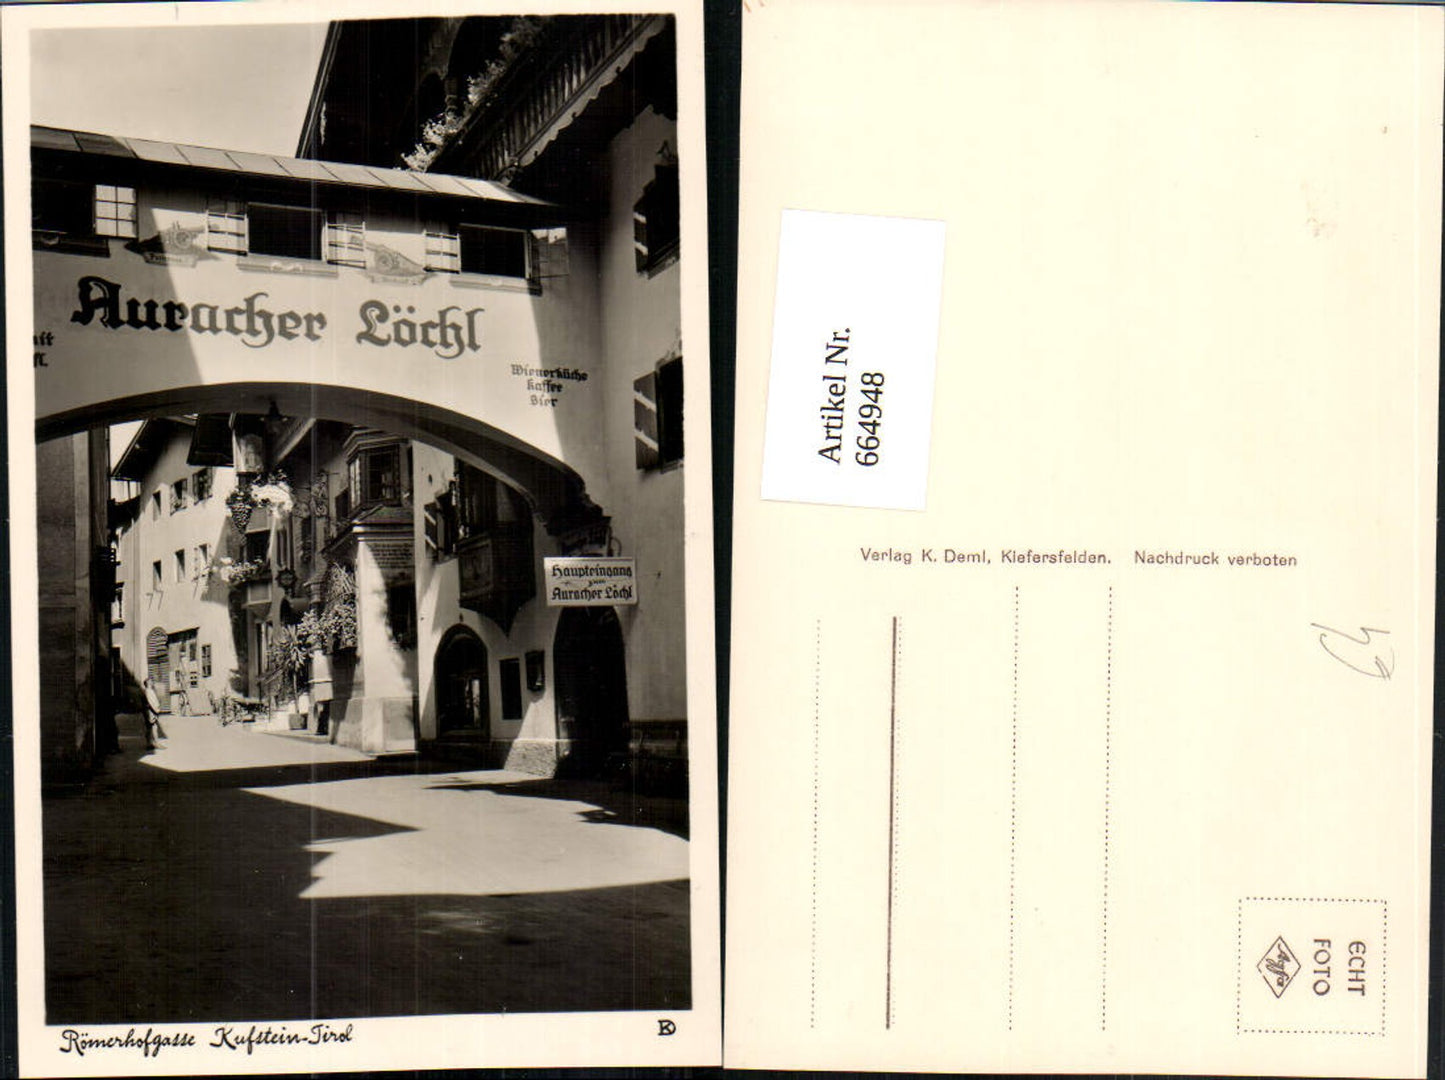 Auracher Löchl
Wienerküche
Kaffee
Bier
Haupteingang
zum
Auracher Löchl
Römerhofgasse Kufstein-Tirol
Artikel Nr.
664948
Verlag K. Deml, Kiefersfelden. Nachdruck verboten
ECHT
FOTO
Agfa